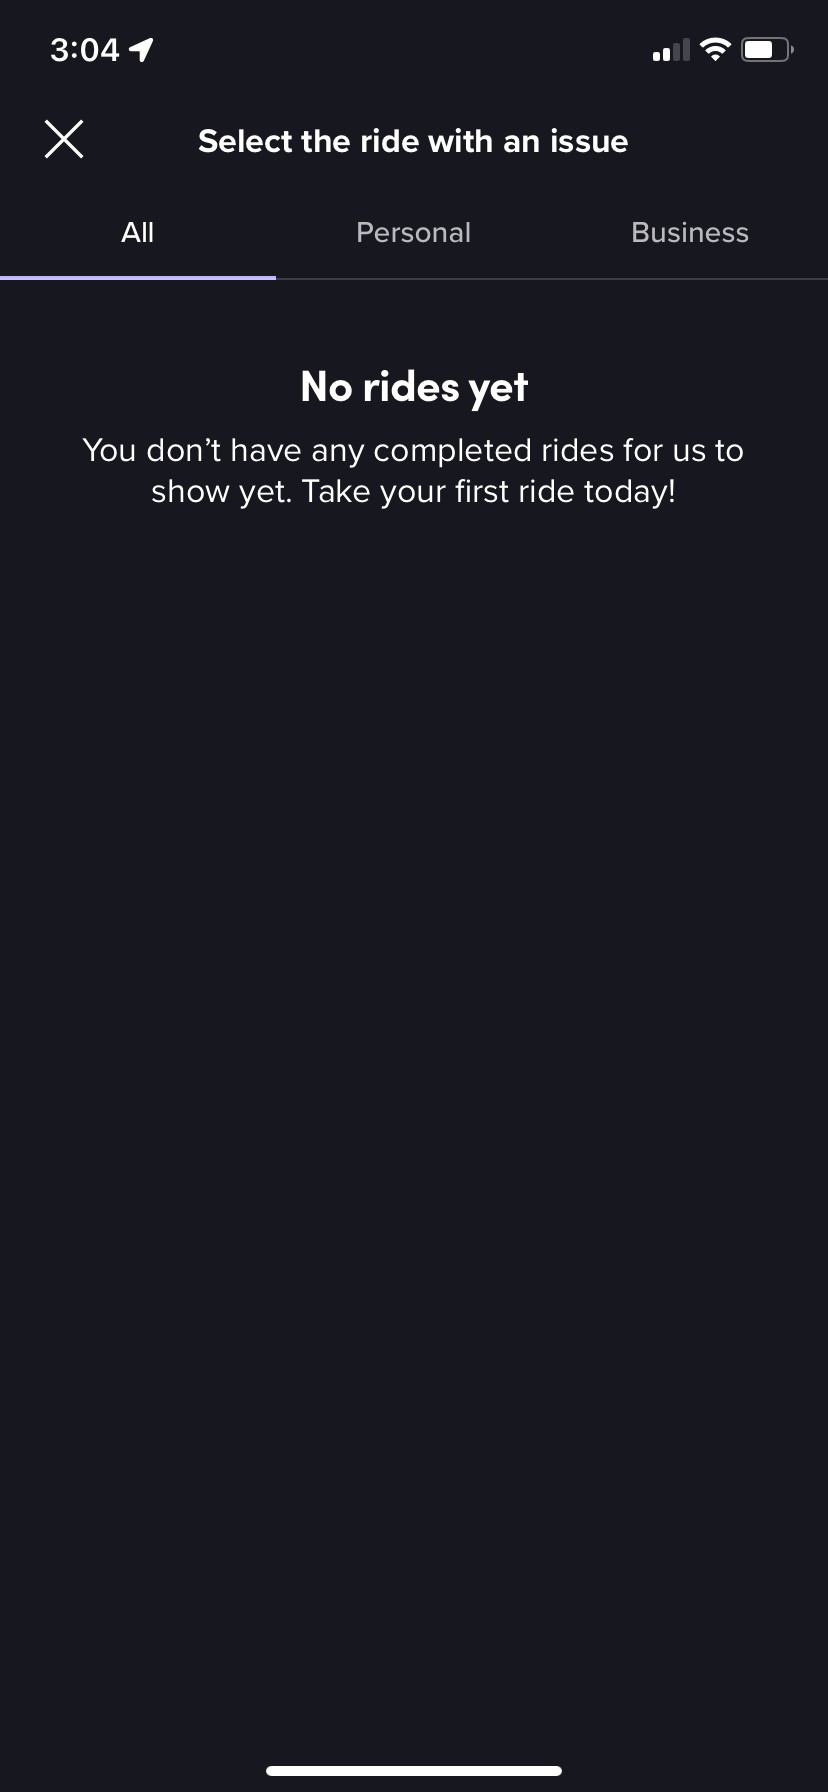 3:04
Select the ride with an issue
All Personal Business
No rides yet
You don’t have any completed rides for us to
show yet. Take your first ride today!